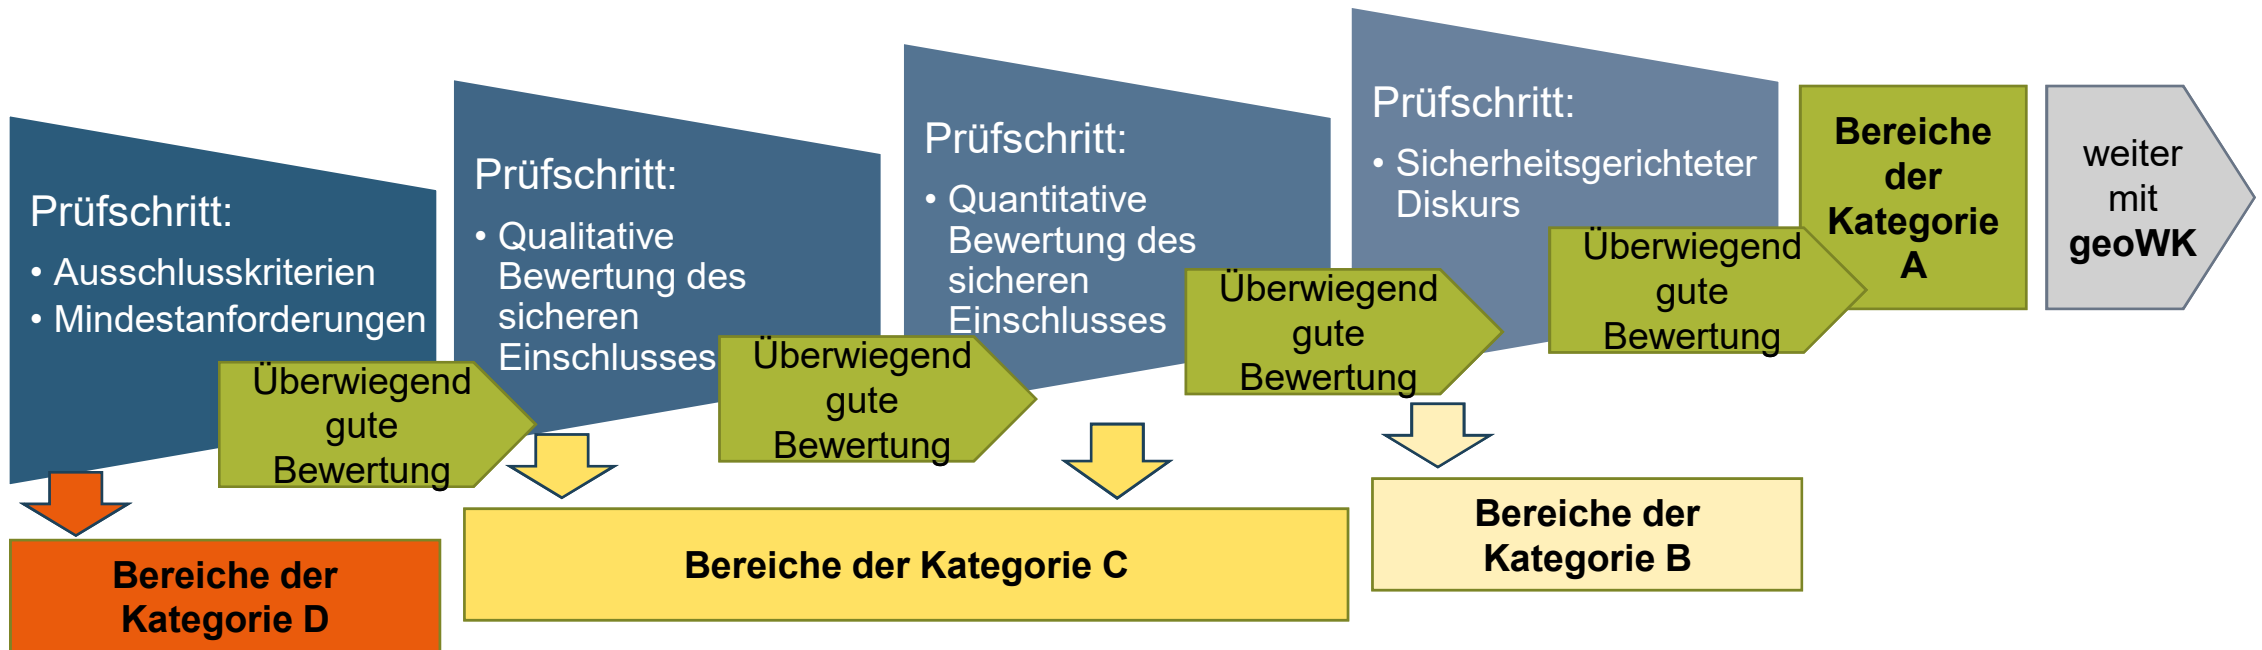 Prüfschritt:
• Ausschlusskriterien
• Mindestanforderungen
Überwiegend
gute
Bewertung
Bereiche der
Kategorie D
Prüfschritt:
• Qualitative
Bewertung des
sicheren
Einschlusses
Überwiegend
gute
Bewertung
Prüfschritt:
• Quantitative
Bewertung des
sicheren
Einschlusses
Überwiegend
gute
Bewertung
Bereiche der Kategorie C
Prüfschritt:
• Sicherheitsgerichteter
Diskurs
Überwiegend
gute
Bewertung
Bereiche der
Kategorie B
Bereiche
der
Kategorie
A
weiter
mit
geoWK